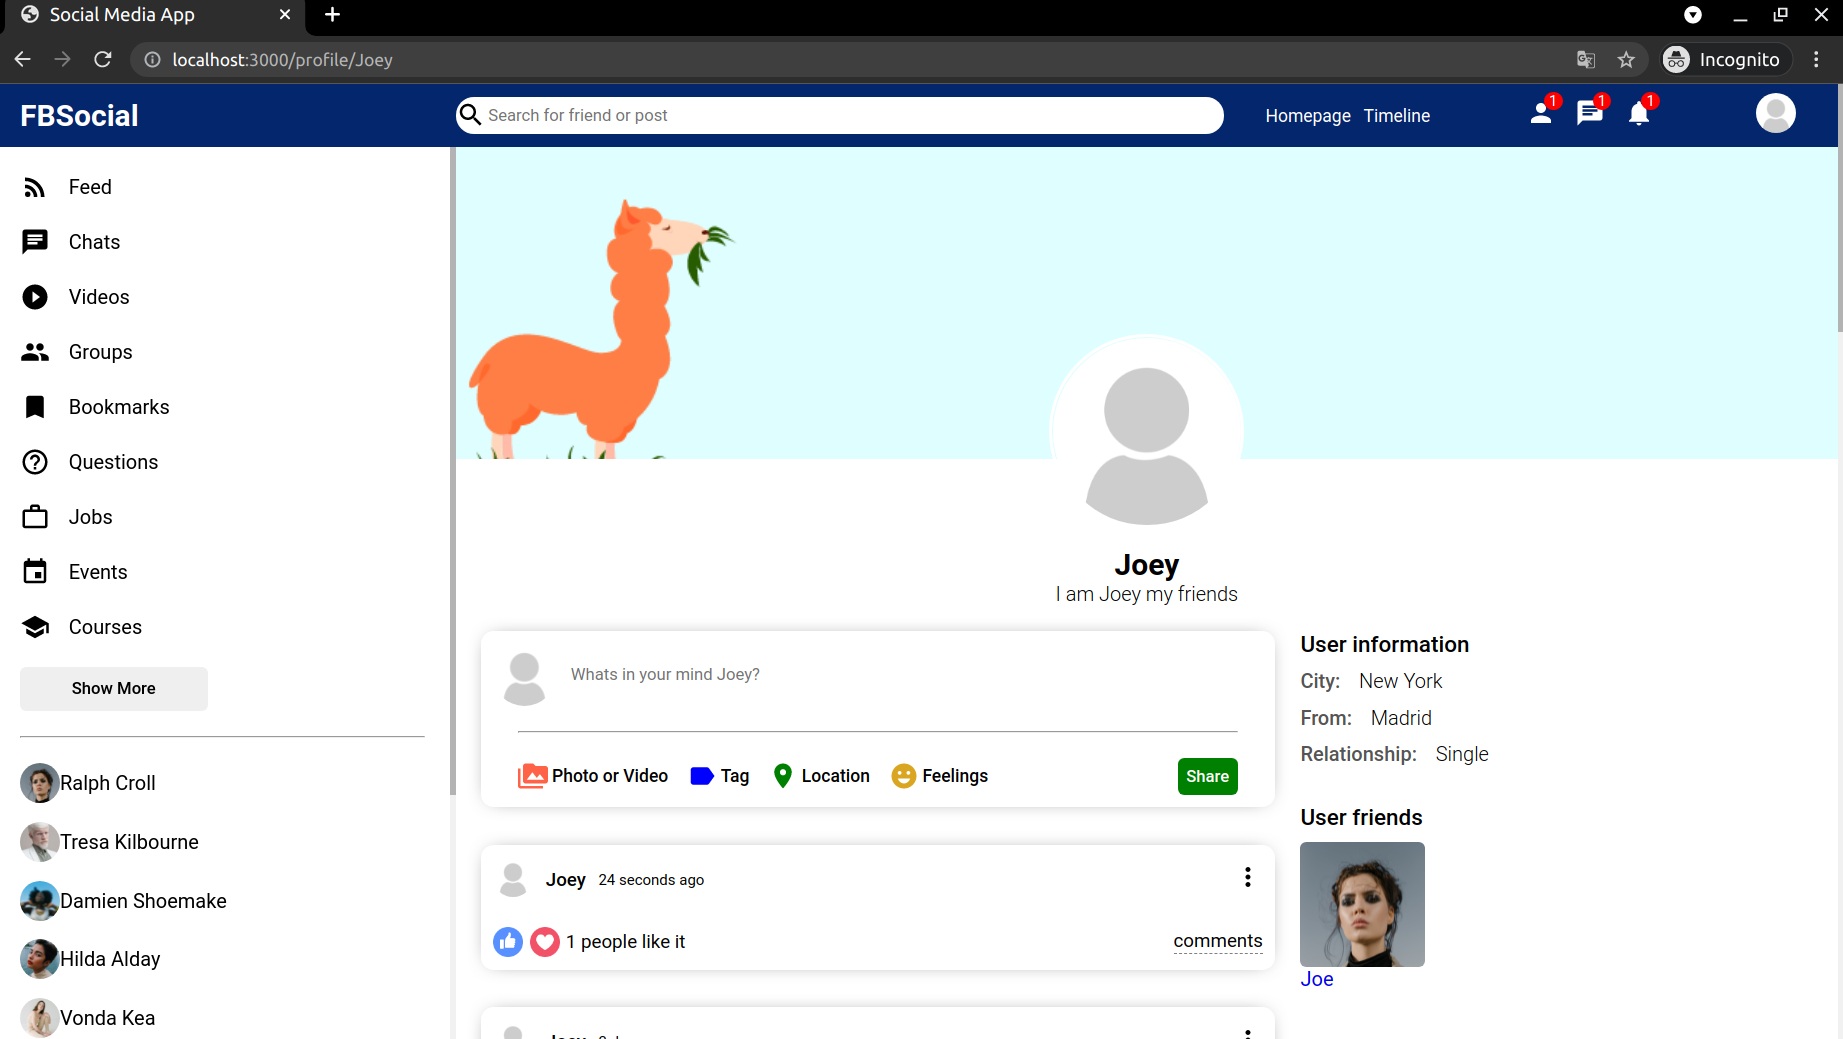 Social Media App
localhost:3000/profile/Joey
Incognito
FBSocial
Search for friend or post
Homepage Timeline
1
1
1
Feed
Chats
Videos
Groups
Bookmarks
Questions
Jobs
Events
Courses
Show More
Ralph Croll
Tresa Kilbourne
Damien Shoemake
Hilda Alday
Vonda Kea
Joey
I am Joey my friends
Whats in your mind Joey?
Photo or Video Tag Location Feelings Share
Joey 24 seconds ago
1 people like it comments
User information
City: New York
From: Madrid
Relationship: Single
User friends
Joe